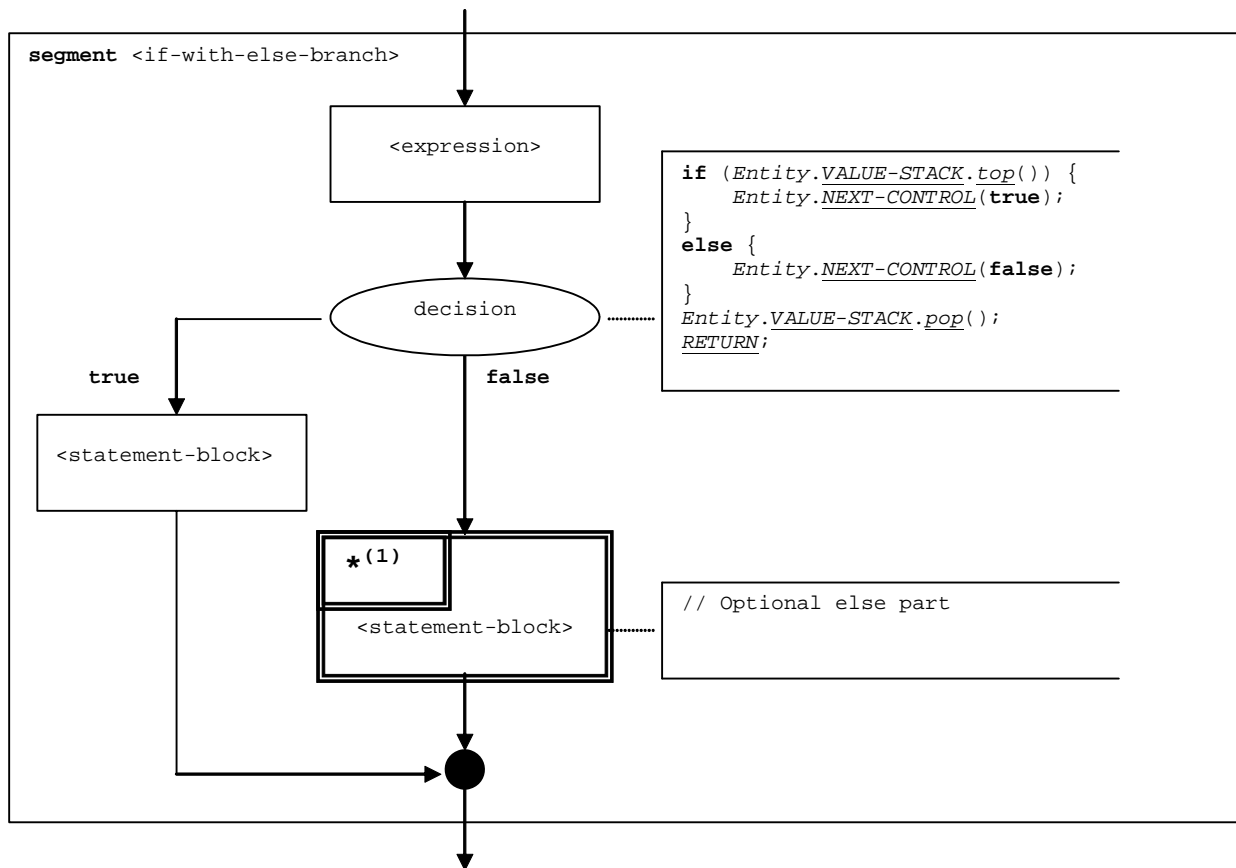 segment <if-with-else-branch>
<expression>
if (Entity.VALUE-STACK.top()) {
Entity.NEXT-CONTROL(true);
}
else {
Entity.NEXT-CONTROL(false);
}
Entity.VALUE-STACK.pop();
RETURN;
decision
true
false
<statement-block>
*(1)
<statement-block>
// Optional else part